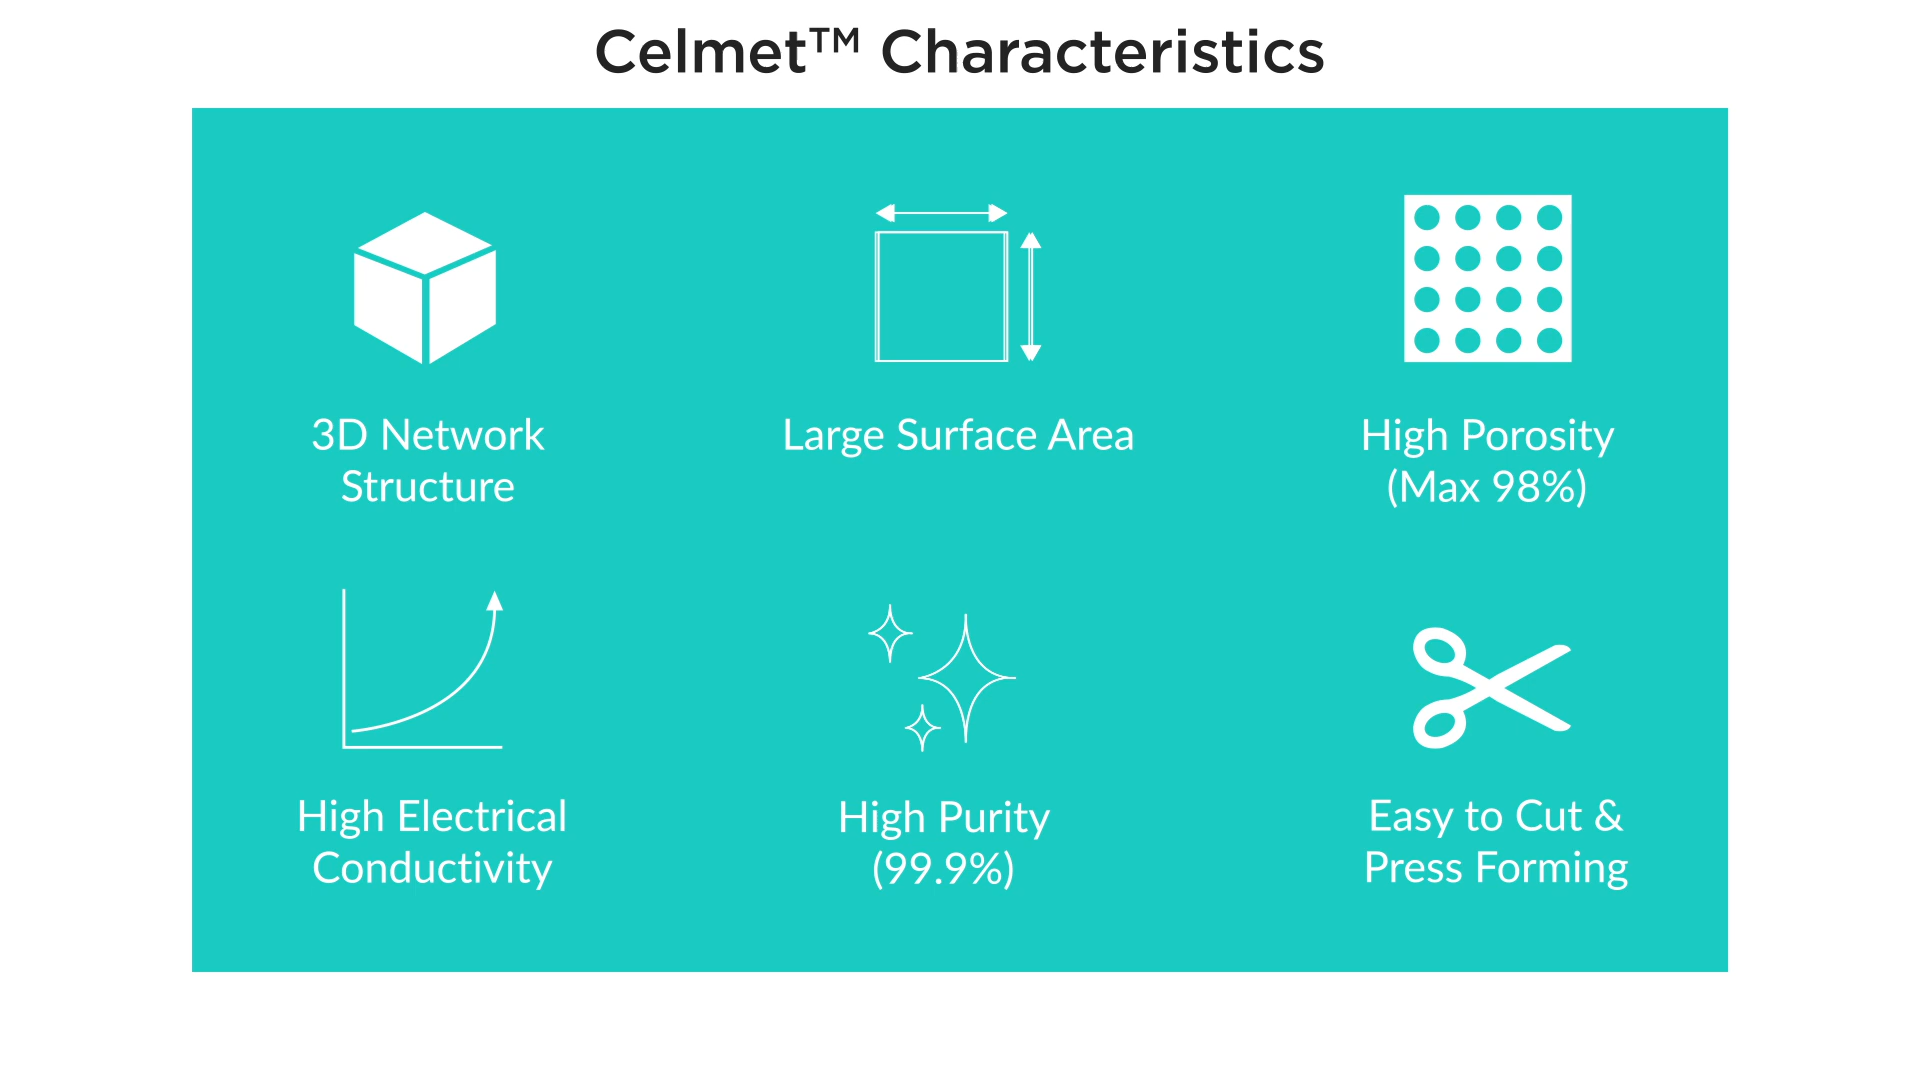 Celmet™ Characteristics
3D Network
Structure
Large Surface Area
High Porosity
(Max 98%)
High Electrical
Conductivity
High Purity
(99.9%)
Easy to Cut &
Press Forming